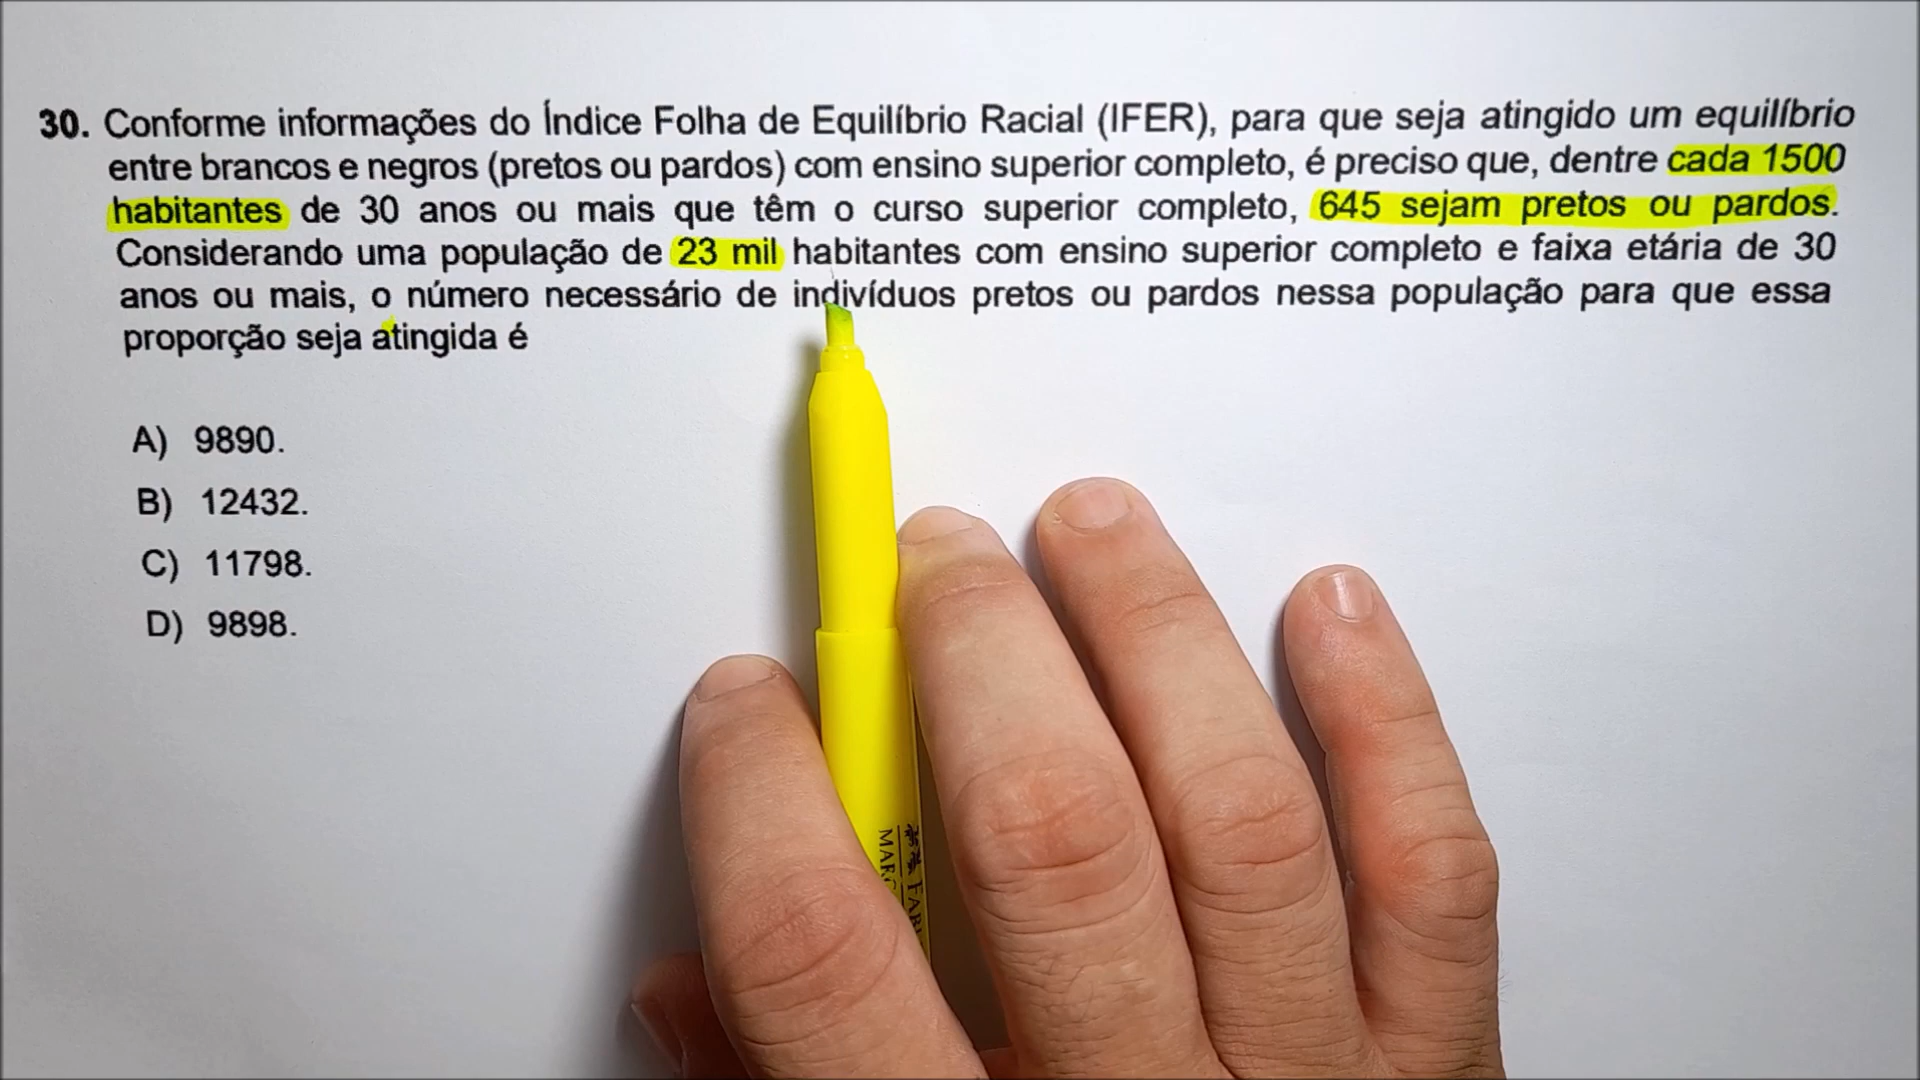 30. Conforme informações do Índice Folha de Equilíbrio Racial (IFER), para que seja atingido um equilíbrio
entre brancos e negros (pretos ou pardos) com ensino superior completo, é preciso que, dentre cada 1500
habitantes de 30 anos ou mais que têm o curso superior completo, 645 sejam pretos ou pardos.
Considerando uma população de 23 mil habitantes com ensino superior completo e faixa etária de 30
anos ou mais, o número necessário de indivíduos pretos ou pardos nessa população para que essa
proporção seja atingida é
A) 9890.
B) 12432.
C) 11798.
D) 9898.